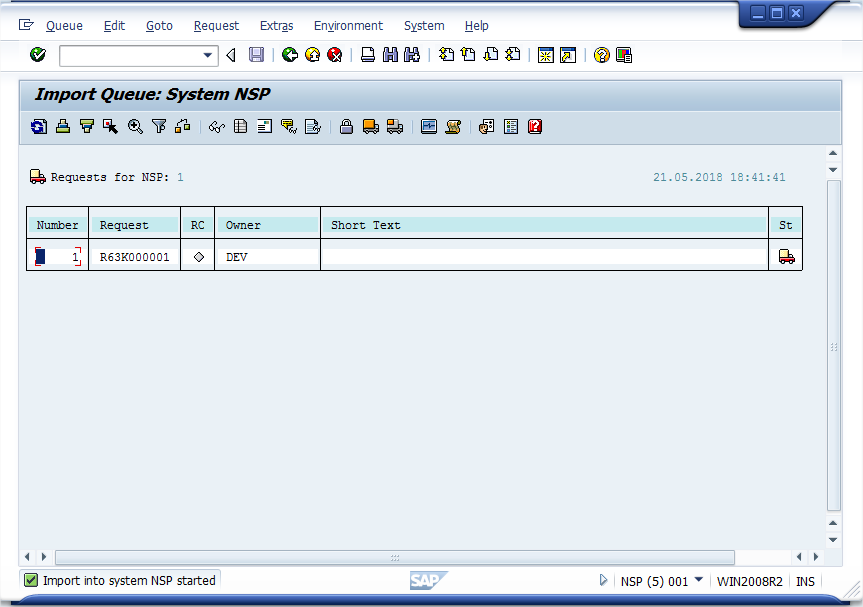 Queue Edit Goto Request Extras Environment System Help
Import Queue: System NSP
Requests for NSP: 1 21.05.2018 18:41:41
Number Request RC Owner Short Text St
1 R63K000001 DEV
Import into system NSP started SAP NSP (5) 001 WIN2008R2 INS